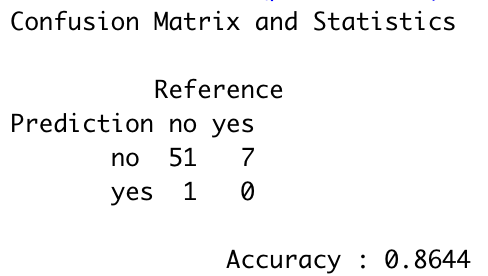 Confusion Matrix and Statistics
Reference
Prediction no yes
no 51 7
yes 1 0
Accuracy : 0.8644